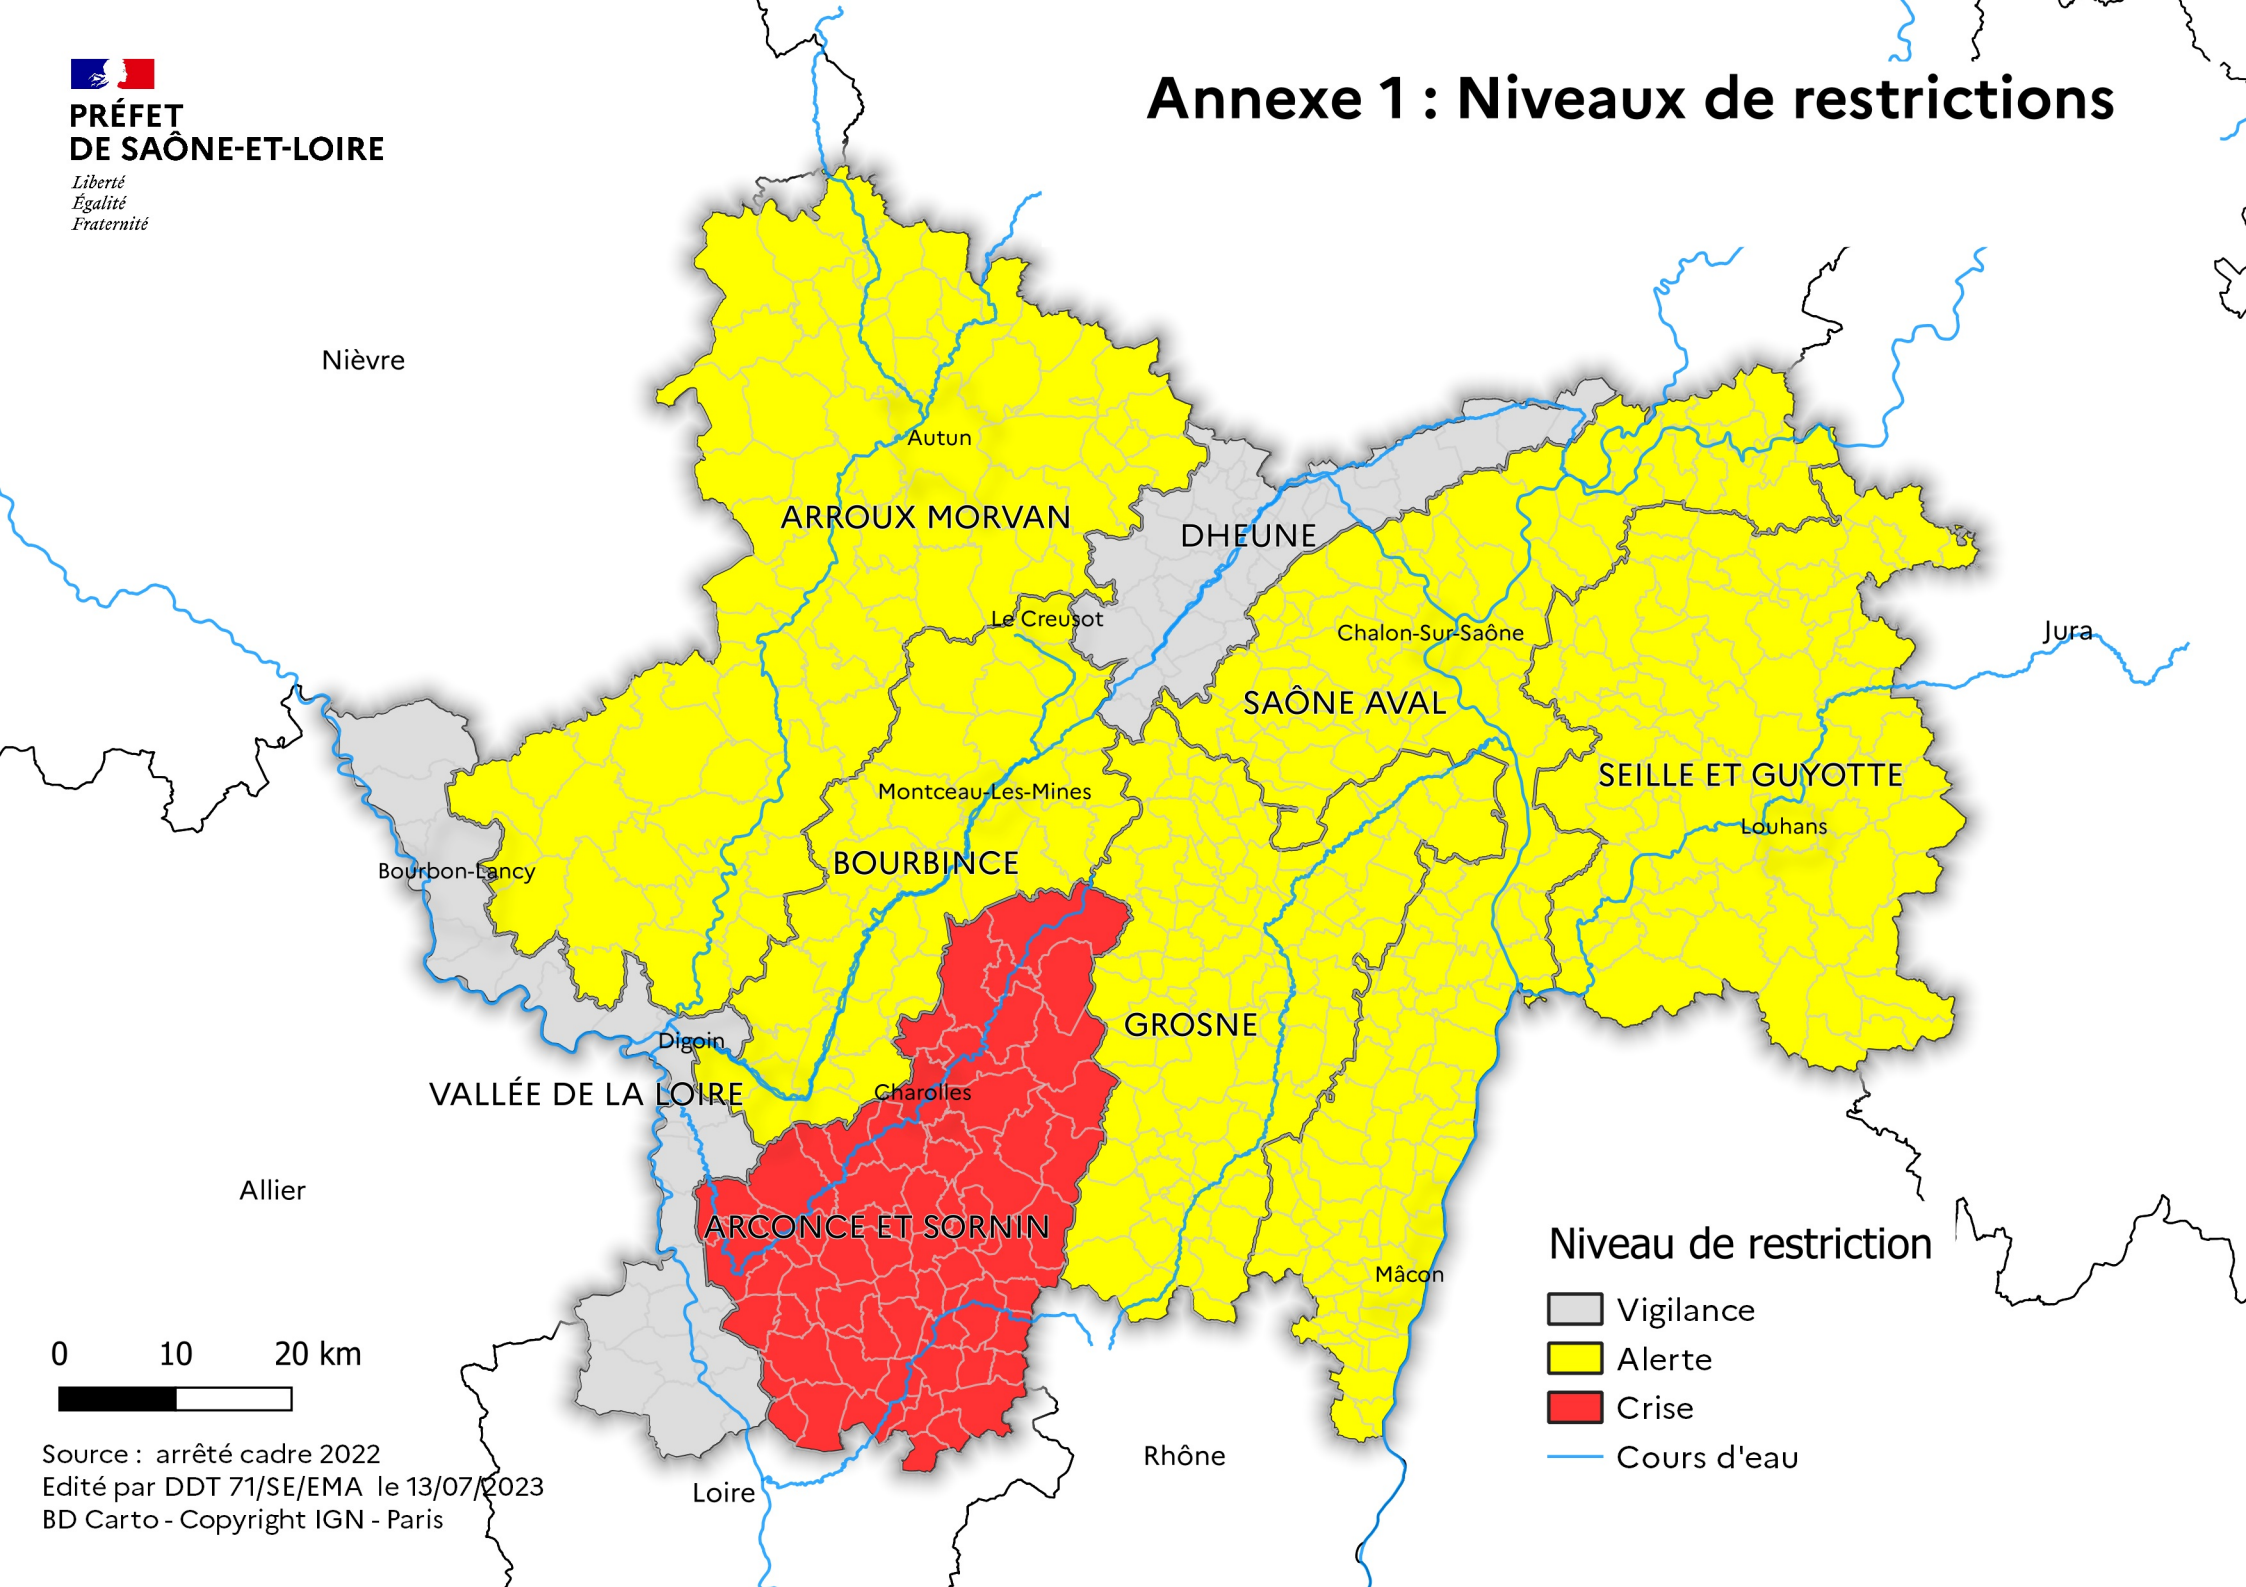 PRÉFET
DE SAÔNE-ET-LOIRE
Liberté
Égalité
Fraternité
Annexe 1 : Niveaux de restrictions
Nièvre
Autun
ARROUX MORVAN
DHEUNE
Le Creusot
Chalon-Sur-Saône
Jura
SAÔNE AVAL
SEILLE ET GUYOTTE
Montceau-Les-Mines
Louhans
BOURBINCE
Bourbon-Lancy
GROSNE
Digoin
VALLÉE DE LA LOIRE
Charolles
Allier
ARCONCE ET SORNIN
Mâcon
Rhône
Loire
Niveau de restriction
Vigilance
Alerte
Crise
Cours d'eau
0 10 20 km
Source : arrêté cadre 2022
Edité par DDT 71/SE/EMA le 13/07/2023
BD Carto - Copyright IGN - Paris